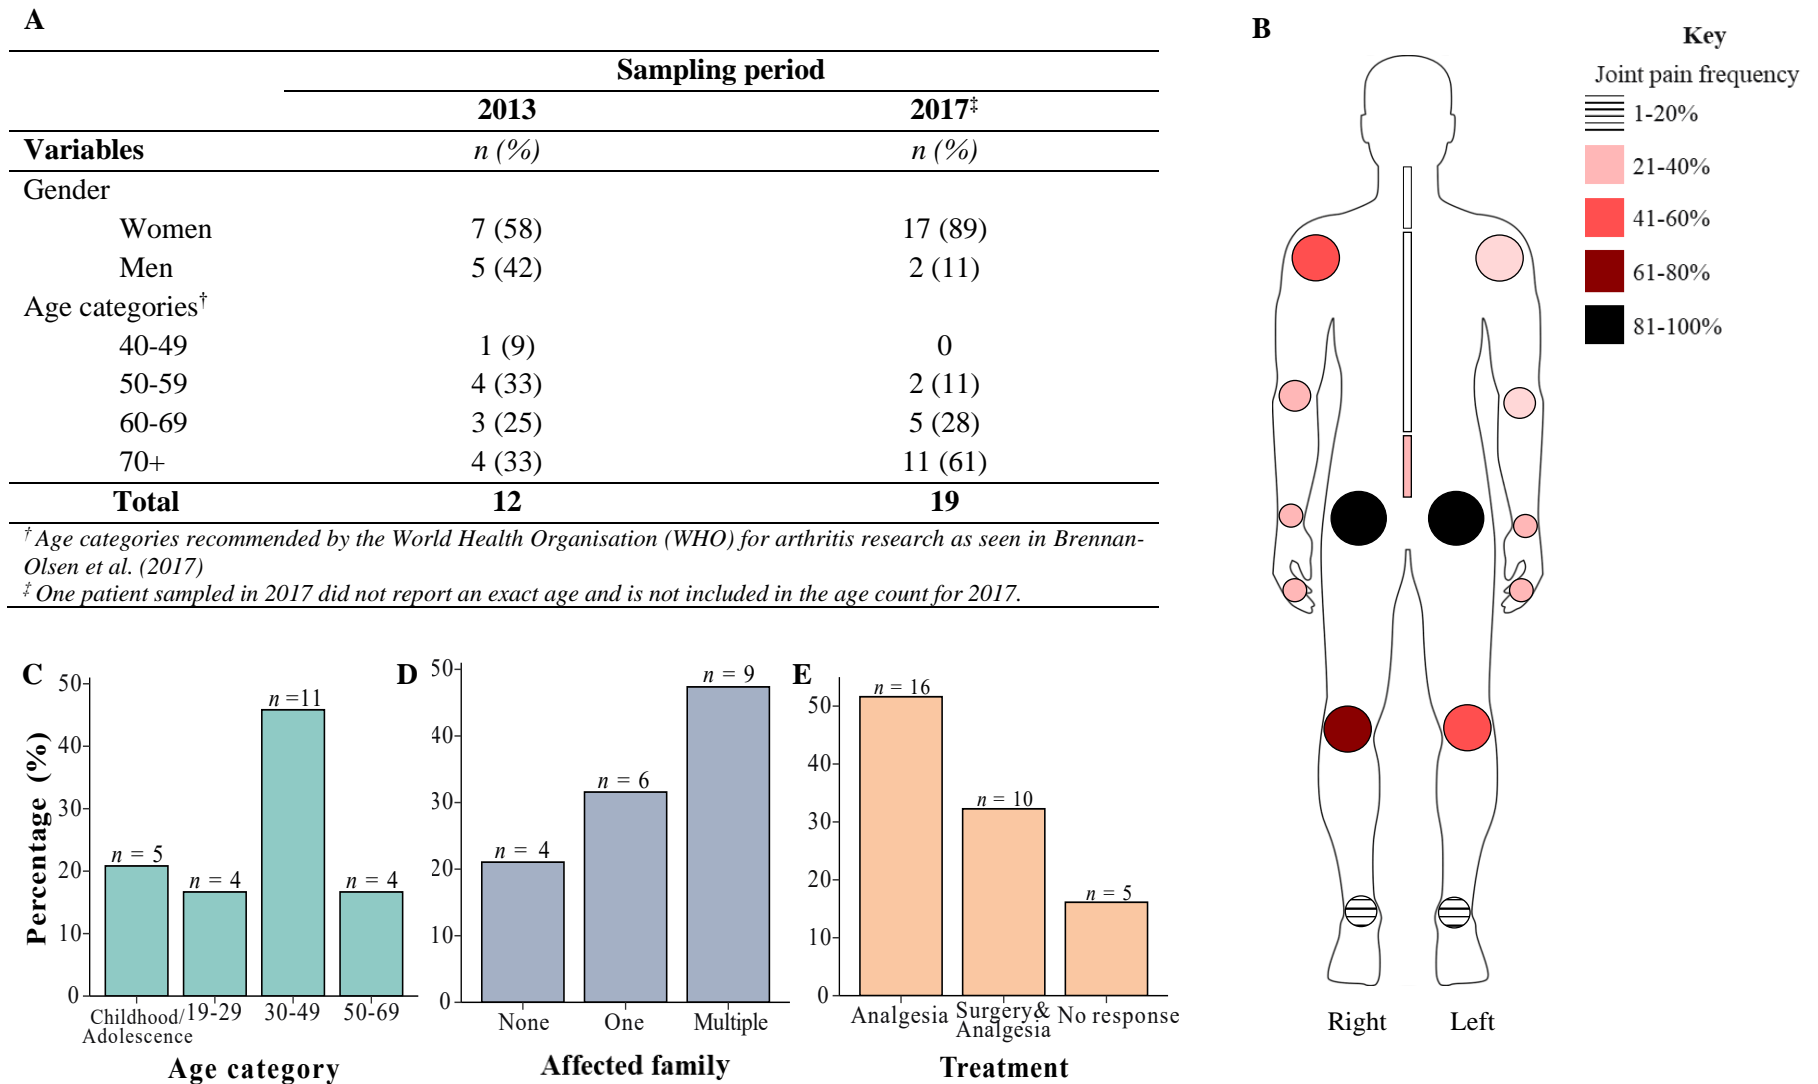 A
Sampling period
2013 2017‡
Variables n (%) n (%)
Gender
Women 7 (58) 17 (89)
Men 5 (42) 2 (11)
Age categories†
40-49 1 (9) 0
50-59 4 (33) 2 (11)
60-69 3 (25) 5 (28)
70+ 4 (33) 11 (61)
Total 12 19
† Age categories recommended by the World Health Organisation (WHO) for arthritis research as seen in Brennan-
Olsen et al. (2017)
‡ One patient sampled in 2017 did not report an exact age and is not included in the age count for 2017.
B
Key
Joint pain frequency
1-20%
21-40%
41-60%
61-80%
81-100%
Right Left
C
Percentage (%)
50
40
30
20
10
0
n = 5
n = 4
n =11
n = 4
Childhood/
Adolescence
19-29
30-49
50-69
Age category
D
50
40
30
20
10
0
n = 4
n = 6
n = 9
None
One
Multiple
Affected family
E
50
40
30
20
10
0
n = 16
n = 10
n = 5
Analgesia
Surgery&
Analgesia
No response
Treatment